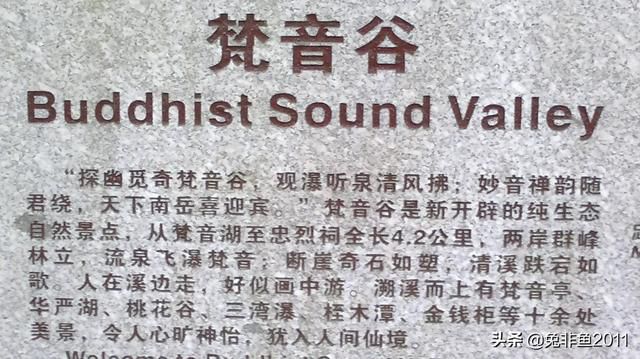 梵音谷
Buddhist Sound Valley
“探幽觅奇梵音谷，观瀑听泉清风拂；妙音禅韵随
君绕，天下南岳喜迎宾。”梵音谷是新开辟的纯生态
自然景点，从梵音湖至忠烈祠全长4.2公里，两岸群峰
林立，流泉飞瀑梵音；断崖奇石如塑，清溪跌宕如
歌。人在溪边走，好似画中游。溯溪而上有梵音亭、
华严湖、桃花谷、三湾瀑、桎木潭、金钱柜等十余处
美景，令人心旷神怡，犹入人间仙境。
头条 @兔非鱼2011